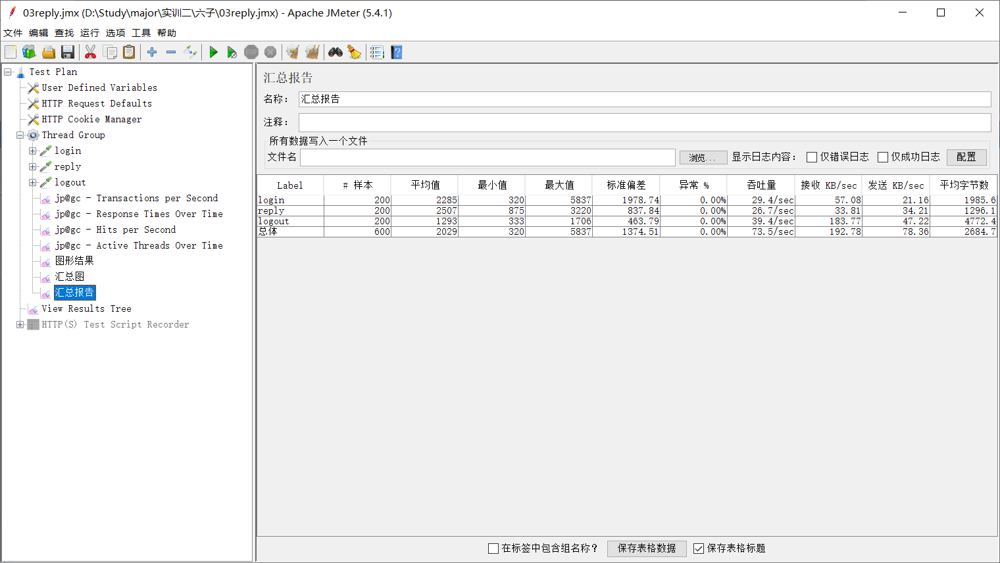 03reply.jmx (D:\Study\major\实训二\六子\03reply.jmx) - Apache JMeter (5.4.1)
文件 编辑 查找 运行 选项 工具 帮助
STOP
Test Plan
User Defined Variables
HTTP Request Defaults
HTTP Cookie Manager
Thread Group
login
reply
logout
jp@gc - Transactions per Second
jp@gc - Response Times Over Time
jp@gc - Hits per Second
jp@gc - Active Threads Over Time
图形结果
汇总图
汇总报告
View Results Tree
HTTP(S) Test Script Recorder
汇总报告
名称： 汇总报告
注释：
所有数据写入一个文件
文件名 浏览... 显示日志内容： 仅错误日志 仅成功日志 配置
Label # 样本 平均值 最小值 最大值 标准偏差 异常 % 吞吐量 接收 KB/sec 发送 KB/sec 平均字节数
login 200 2285 320 5837 1978.74 0.00% 29.4/sec 57.08 21.16 1985.6
reply 200 2507 875 3220 837.84 0.00% 26.7/sec 33.81 34.21 1296.1
logout 200 1293 333 1706 463.79 0.00% 39.4/sec 183.77 47.22 4772.4
总体 600 2029 320 5837 1374.51 0.00% 73.5/sec 192.78 78.36 2684.7
在标签中包含组名称？ 保存表格数据 保存表格标题